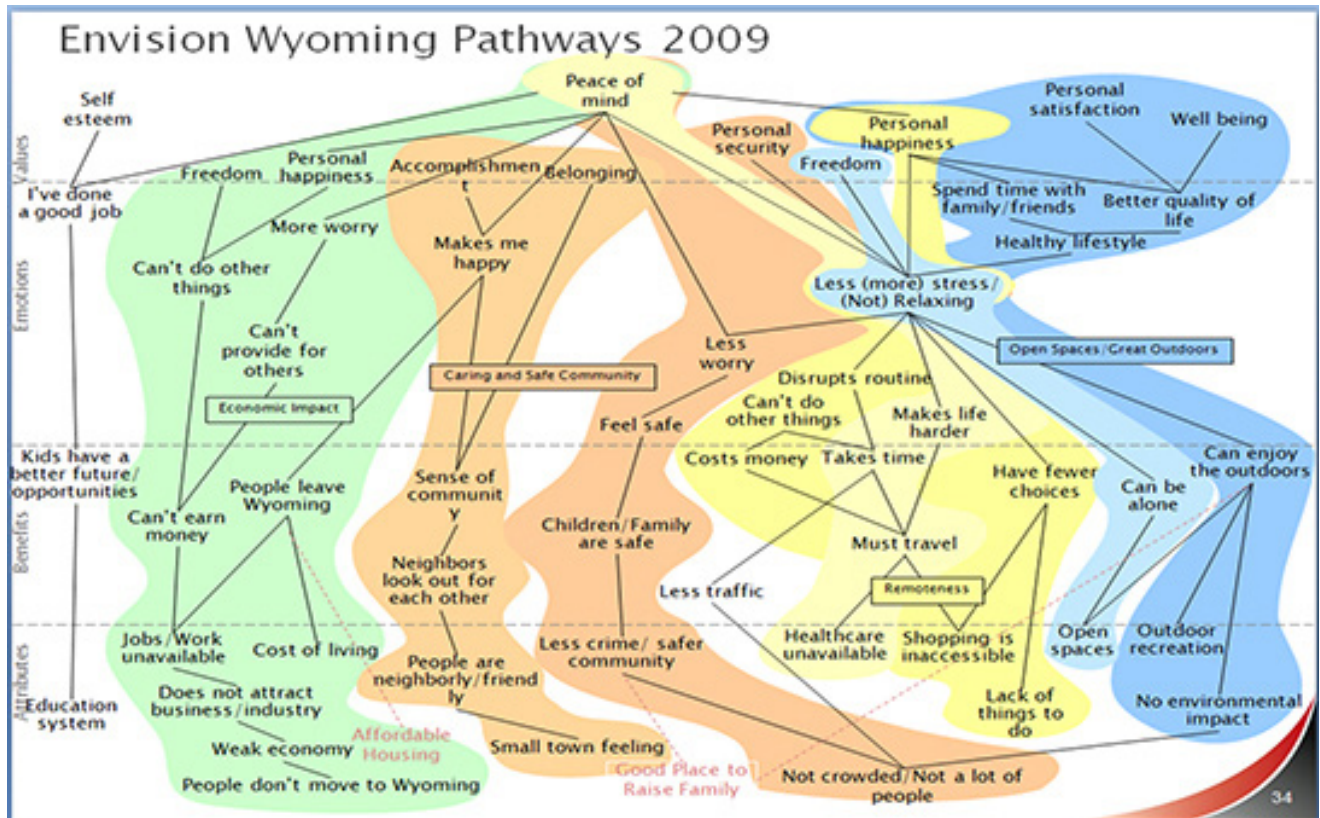 Envision Wyoming Pathways 2009
Values
Emotions
Benefits
Attributes
Peace of
mind
Self
esteem
I've done
a good job
Kids have a
better future/
opportunities
Education
system
Freedom
Personal
happiness
More worry
Can't do other
things
Can't
provide for
others
Economic Impact
People leave
Wyoming
Can't earn
money
Jobs/Work
unavailable
Cost of living
Does not attract
business/industry
Weak economy
People don't move to Wyoming
Affordable
Housing
Accomplishmen
t
Belonging
Makes me
happy
Caring and Safe Community
Sense of
communit
y
Neighbors
look out for
each other
People are
neighborly/friend
ly
Small town feeling
Personal
security
Less
worry
Feel safe
Children/Family
are safe
Less crime/ safer
community
Good Place to
Raise Family
Not crowded/Not a lot of
people
Freedom
Personal
happiness
Less (more) stress/
(Not) Relaxing
Disrupts routine
Can't do
other things
Makes life
harder
Costs money
Takes time
Have fewer
choices
Must travel
Less traffic
Remoteness
Healthcare
unavailable
Shopping is
inaccessible
Lack of
things to
do
Personal
satisfaction
Well being
Spend time with
family/friends
Better quality of
life
Healthy lifestyle
Open Spaces/Great Outdoors
Can enjoy
the outdoors
Can be
alone
Open
spaces
Outdoor
recreation
No environmental
impact
34